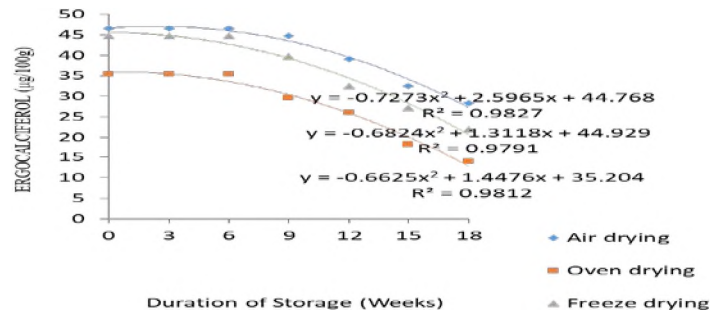 50
45
40
35
30
25
20
15
10
5
0
ERGOCALCIFEROL (µg/100g)
y = -0.7273x² + 2.5965x + 44.768
R² = 0.9827
y = -0.6824x² + 1.3118x + 44.929
R² = 0.9791
y = -0.6625x² + 1.4476x + 35.204
R² = 0.9812
0 3 6 9 12 15 18
Duration of Storage (Weeks)
Air drying
Oven drying
Freeze drying